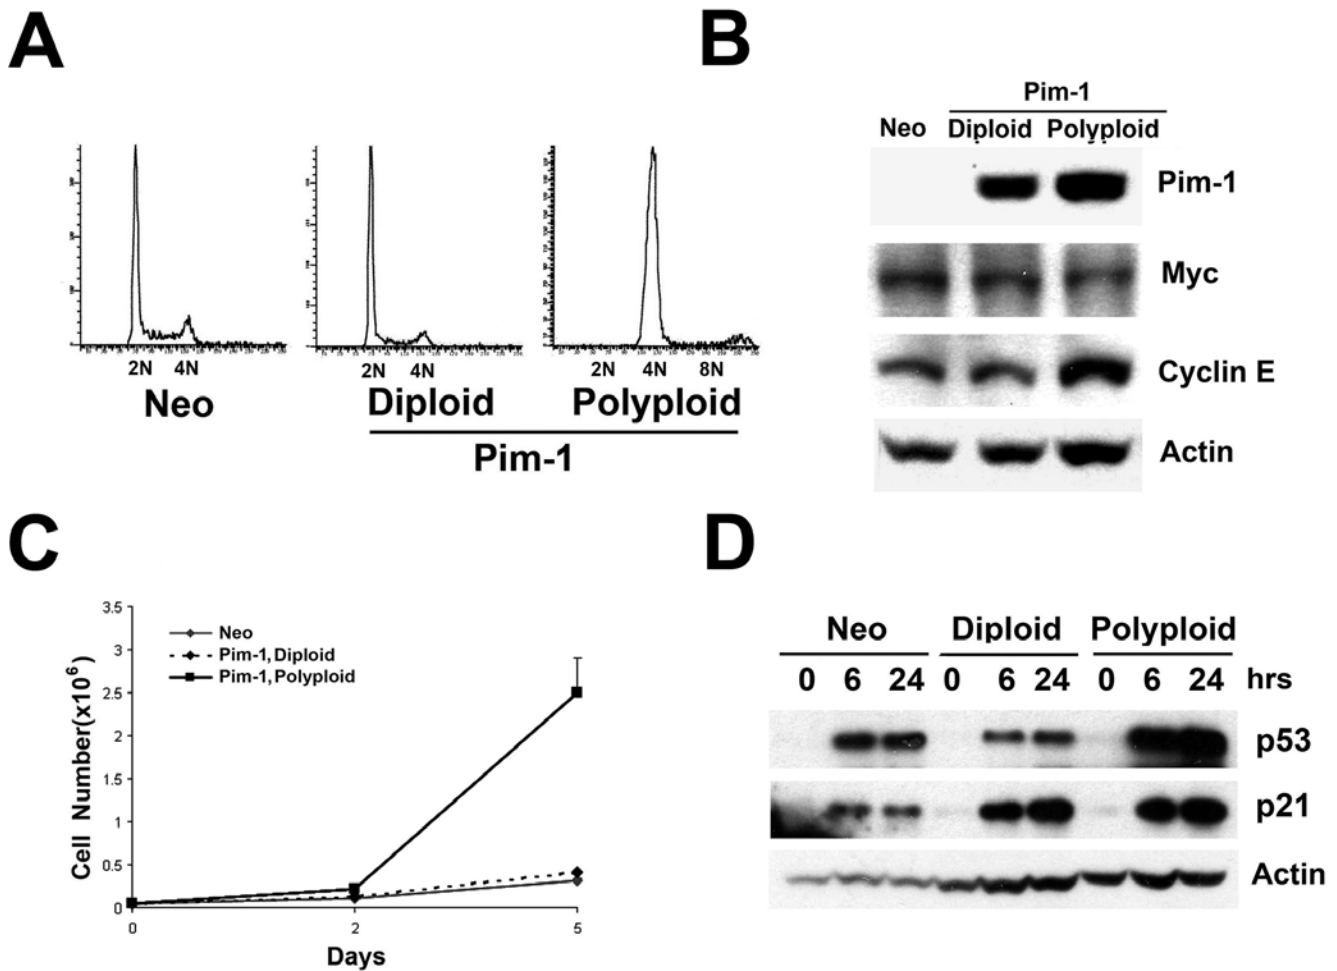 A
2N 4N
Neo
2N 4N
Diploid
2N 4N 8N
Polyploid
Pim-1
B
Pim-1
Neo Diploid Polyploid
Pim-1
Myc
Cyclin E
Actin
C
Cell Number(x10⁶)
3.5
3
2.5
2
1.5
1
0.5
0
Neo
Pim-1, Diploid
Pim-1, Polyploid
0 2 5
Days
D
Neo Diploid Polyploid
0 6 24 0 6 24 0 6 24 hrs
p53
p21
Actin